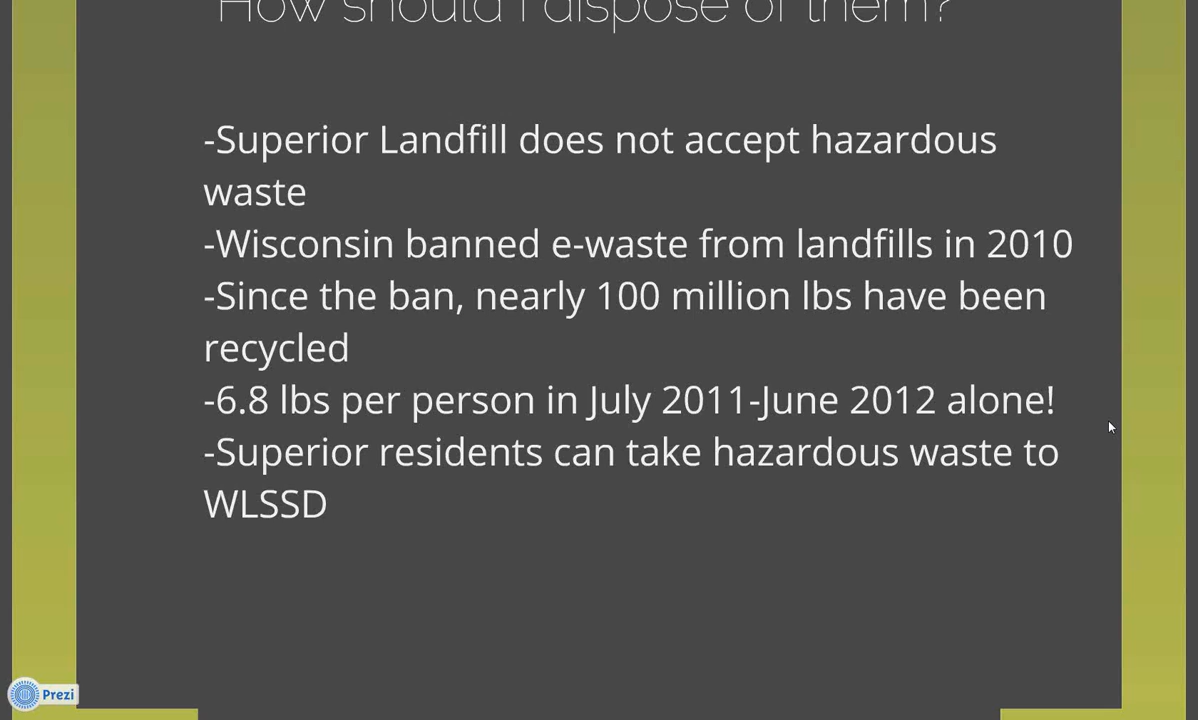 How should I dispose of them?
-Superior Landfill does not accept hazardous
waste
-Wisconsin banned e-waste from landfills in 2010
-Since the ban, nearly 100 million lbs have been
recycled
-6.8 lbs per person in July 2011-June 2012 alone!
-Superior residents can take hazardous waste to
WLSSD
Prezi